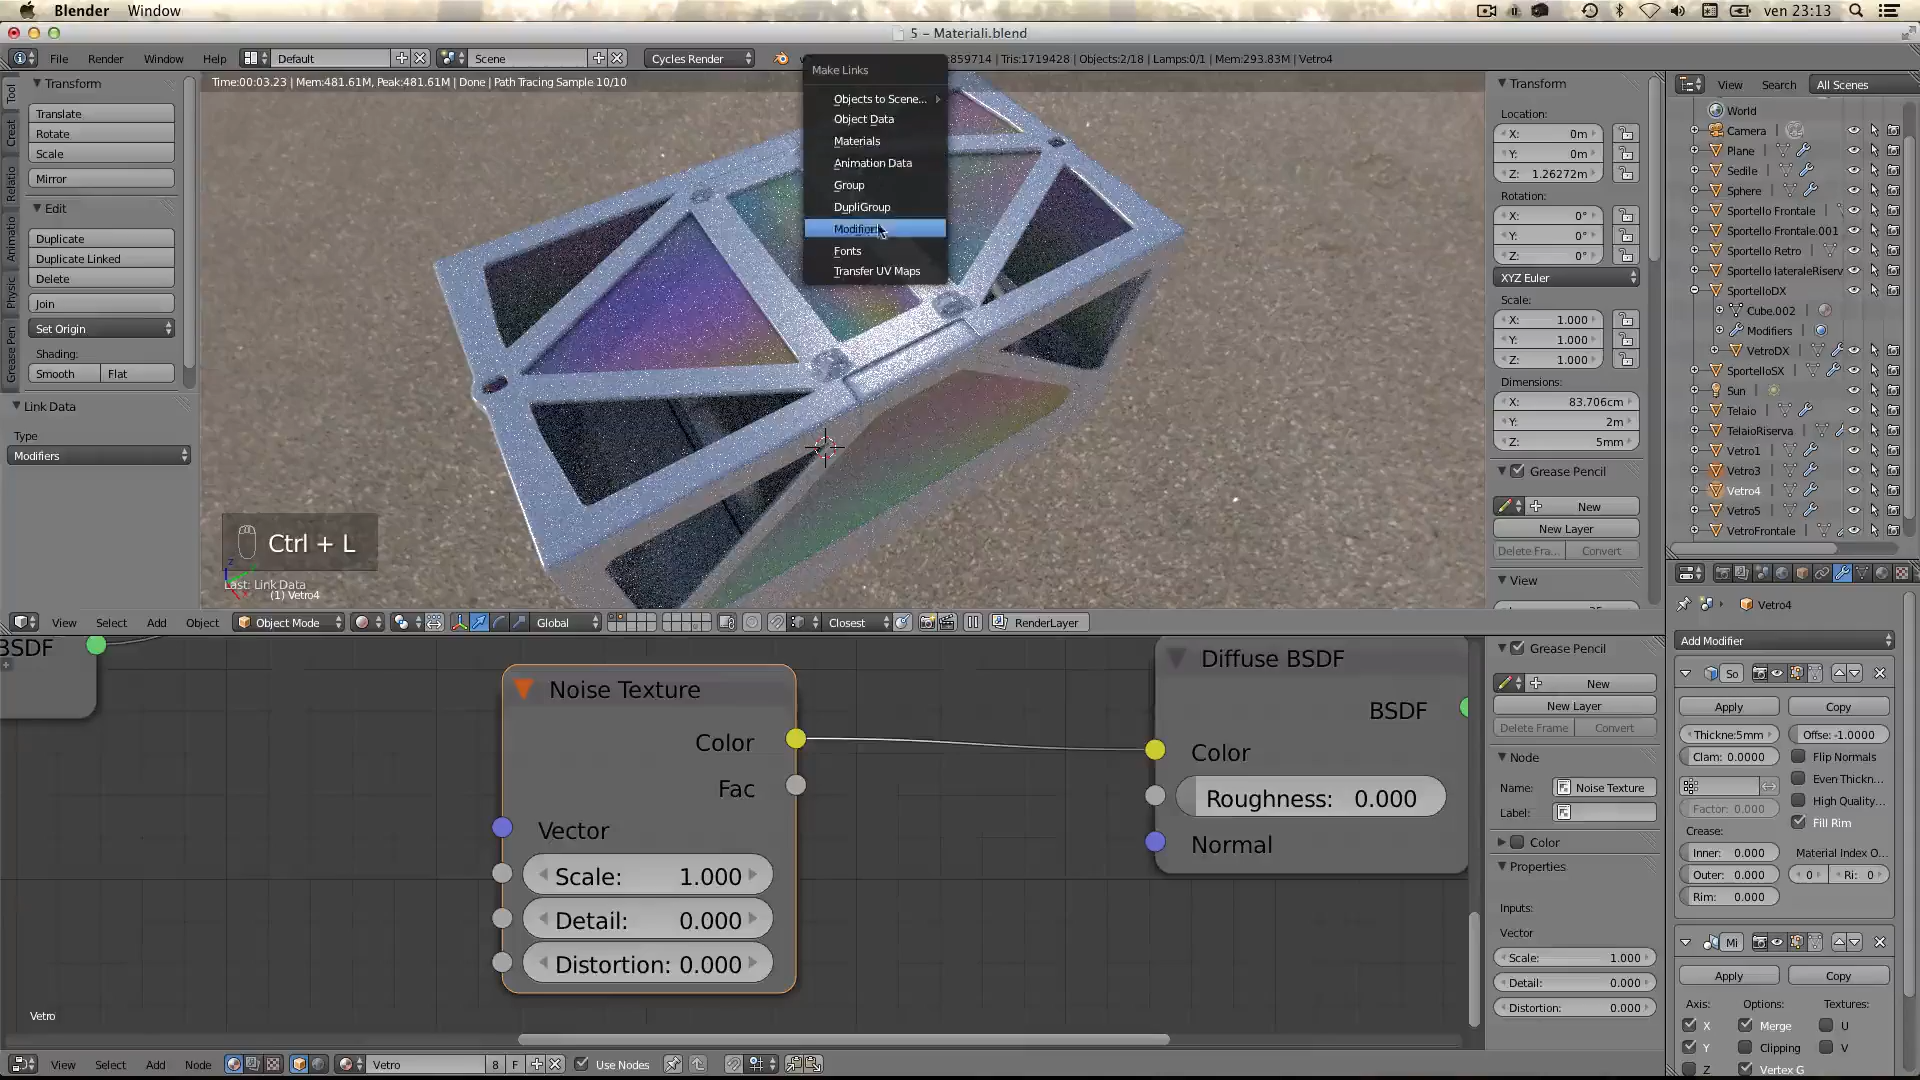 Blender Window
ven 23:13
5 – Materiali.blend
File Render Window Help Default Scene Cycles Render
859714 | Tris:1719428 | Objects:2/18 | Lamps:0/1 | Mem:293.83M | Vetro4
Time:00:03.23 | Mem:481.61M, Peak:481.61M | Done | Path Tracing Sample 10/10
Make Links
Objects to Scene...
Object Data
Materials
Animation Data
Group
DupliGroup
Modifier
Fonts
Transfer UV Maps
Tool
Creat
Relatio
Animatio
Physic
Grease Pen
Transform
Translate
Rotate
Scale
Mirror
Edit
Duplicate
Duplicate Linked
Delete
Join
Set Origin
Shading:
Smooth Flat
Link Data
Type
Modifiers
Ctrl + L
Last: Link Data
(1) Vetro4
Transform
Location:
X: 0m
Y: 0m
Z: 1.26272m
Rotation:
X: 0°
Y: 0°
Z: 0°
XYZ Euler
Scale:
X: 1.000
Y: 1.000
Z: 1.000
Dimensions:
X: 83.706cm
Y: 2m
Z: 5mm
Grease Pencil
New
New Layer
Delete Fra... Convert
View
View Search All Scenes
World
Camera
Plane
Sedile
Sphere
Sportello Frontale
Sportello Frontale.001
Sportello Retro
Sportello lateraleRiserv
SportelloDX
Cube.002
Modifiers
VetroDX
SportelloSX
Sun
Telaio
TelaioRiserva
Vetro1
Vetro3
Vetro4
Vetro5
VetroFrontale
View Select Add Object Object Mode Global Closest RenderLayer
BSDF
Noise Texture
Color
Fac
Vector
Scale: 1.000
Detail: 0.000
Distortion: 0.000
Diffuse BSDF
BSDF
Color
Roughness: 0.000
Normal
Vetro
Grease Pencil
New
New Layer
Delete Frame Convert
Node
Name: Noise Texture
Label:
Color
Properties
Inputs:
Vector
Scale: 1.000
Detail: 0.000
Distortion: 0.000
Vetro4
Add Modifier
So
Apply Copy
Thickne:5mm Offse: -1.0000
Clam: 0.0000 Flip Normals
Even Thickn...
High Quality...
Factor: 0.000
Fill Rim
Crease:
Inner: 0.000 Material Index O...
Outer: 0.000 0 Ri: 0
Rim: 0.000
Mi
Apply Copy
Axis: Options: Textures:
X Merge U
Y Clipping V
Z Vertex G
View Select Add Node Vetro 8 F Use Nodes